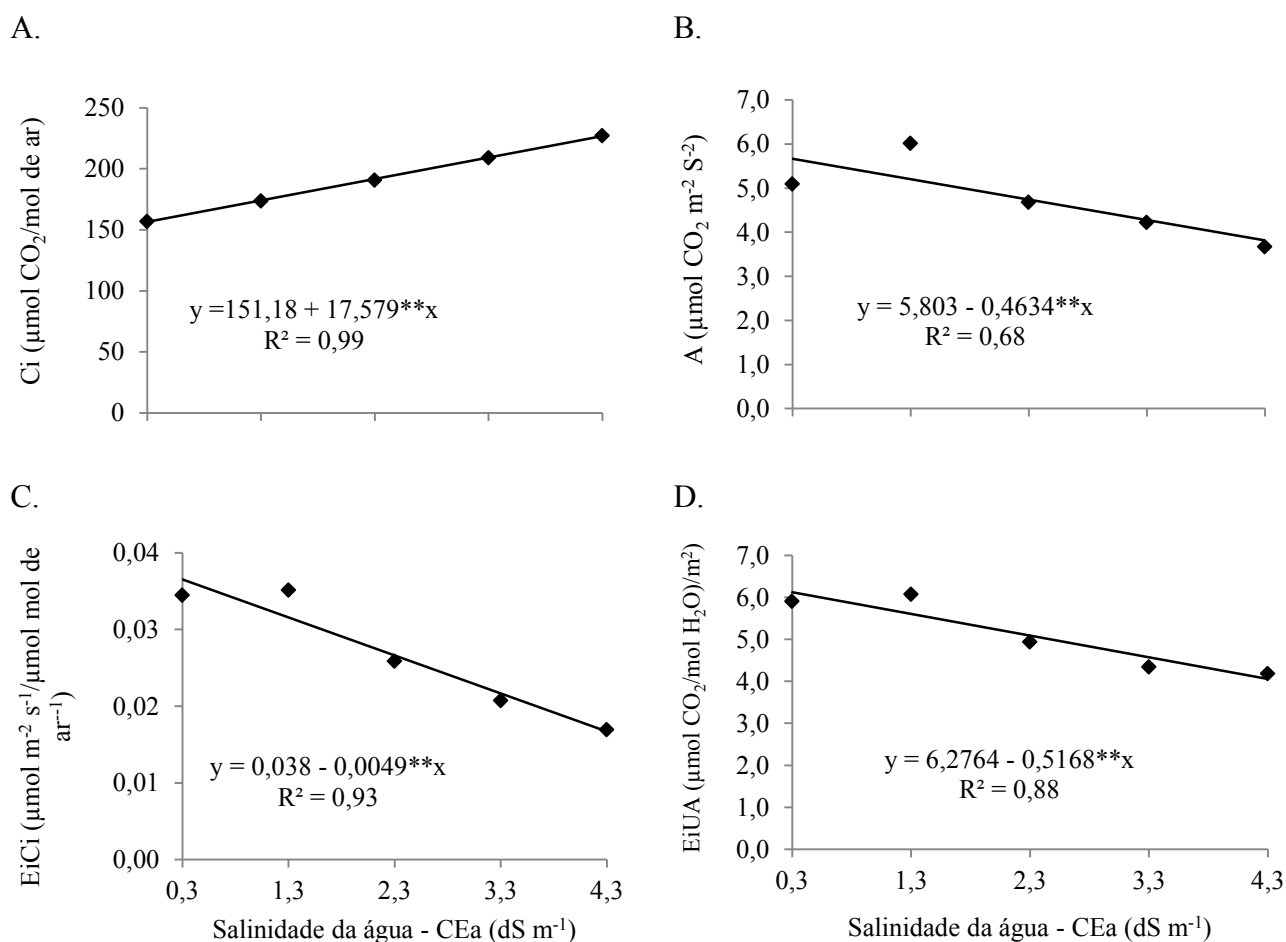 A.
Ci (µmol CO₂/mol de ar)
250
200
150
100
50
0
y =151,18 + 17,579**x
R² = 0,99
B.
A (µmol CO₂ m⁻² S⁻²)
7,0
6,0
5,0
4,0
3,0
2,0
1,0
0,0
y = 5,803 - 0,4634**x
R² = 0,68
C.
EiCi (µmol m⁻² s⁻¹/µmol mol de
ar⁻⁻¹)
0,04
0,03
0,02
0,01
0,00
y = 0,038 - 0,0049**x
R² = 0,93
0,3 1,3 2,3 3,3 4,3
Salinidade da água - CEa (dS m⁻¹)
D.
EiUA (µmol CO₂/mol H₂O)/m²)
7,0
6,0
5,0
4,0
3,0
2,0
1,0
0,0
y = 6,2764 - 0,5168**x
R² = 0,88
0,3 1,3 2,3 3,3 4,3
Salinidade da água - CEa (dS m⁻¹)